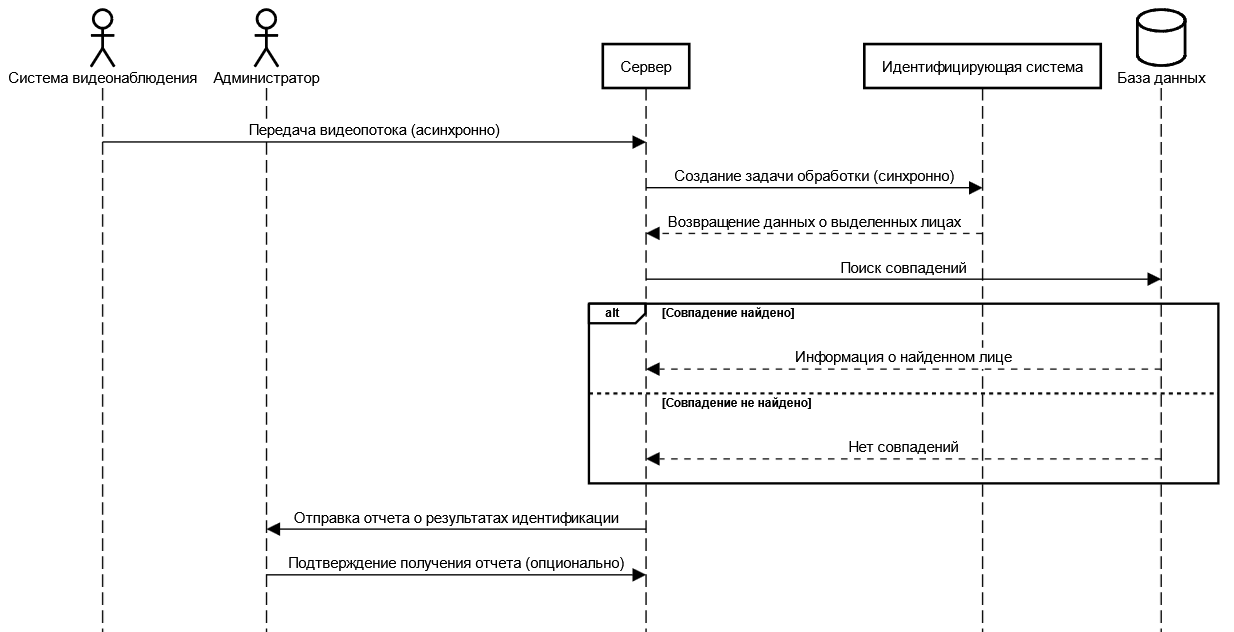 Система видеонаблюдения
Администратор
Сервер
Идентифицирующая система
База данных
Передача видеопотока (асинхронно)
Создание задачи обработки (синхронно)
Возвращение данных о выделенных лицах
Поиск совпадений
alt
[Совпадение найдено]
Информация о найденном лице
[Совпадение не найдено]
Нет совпадений
Отправка отчета о результатах идентификации
Подтверждение получения отчета (опционально)